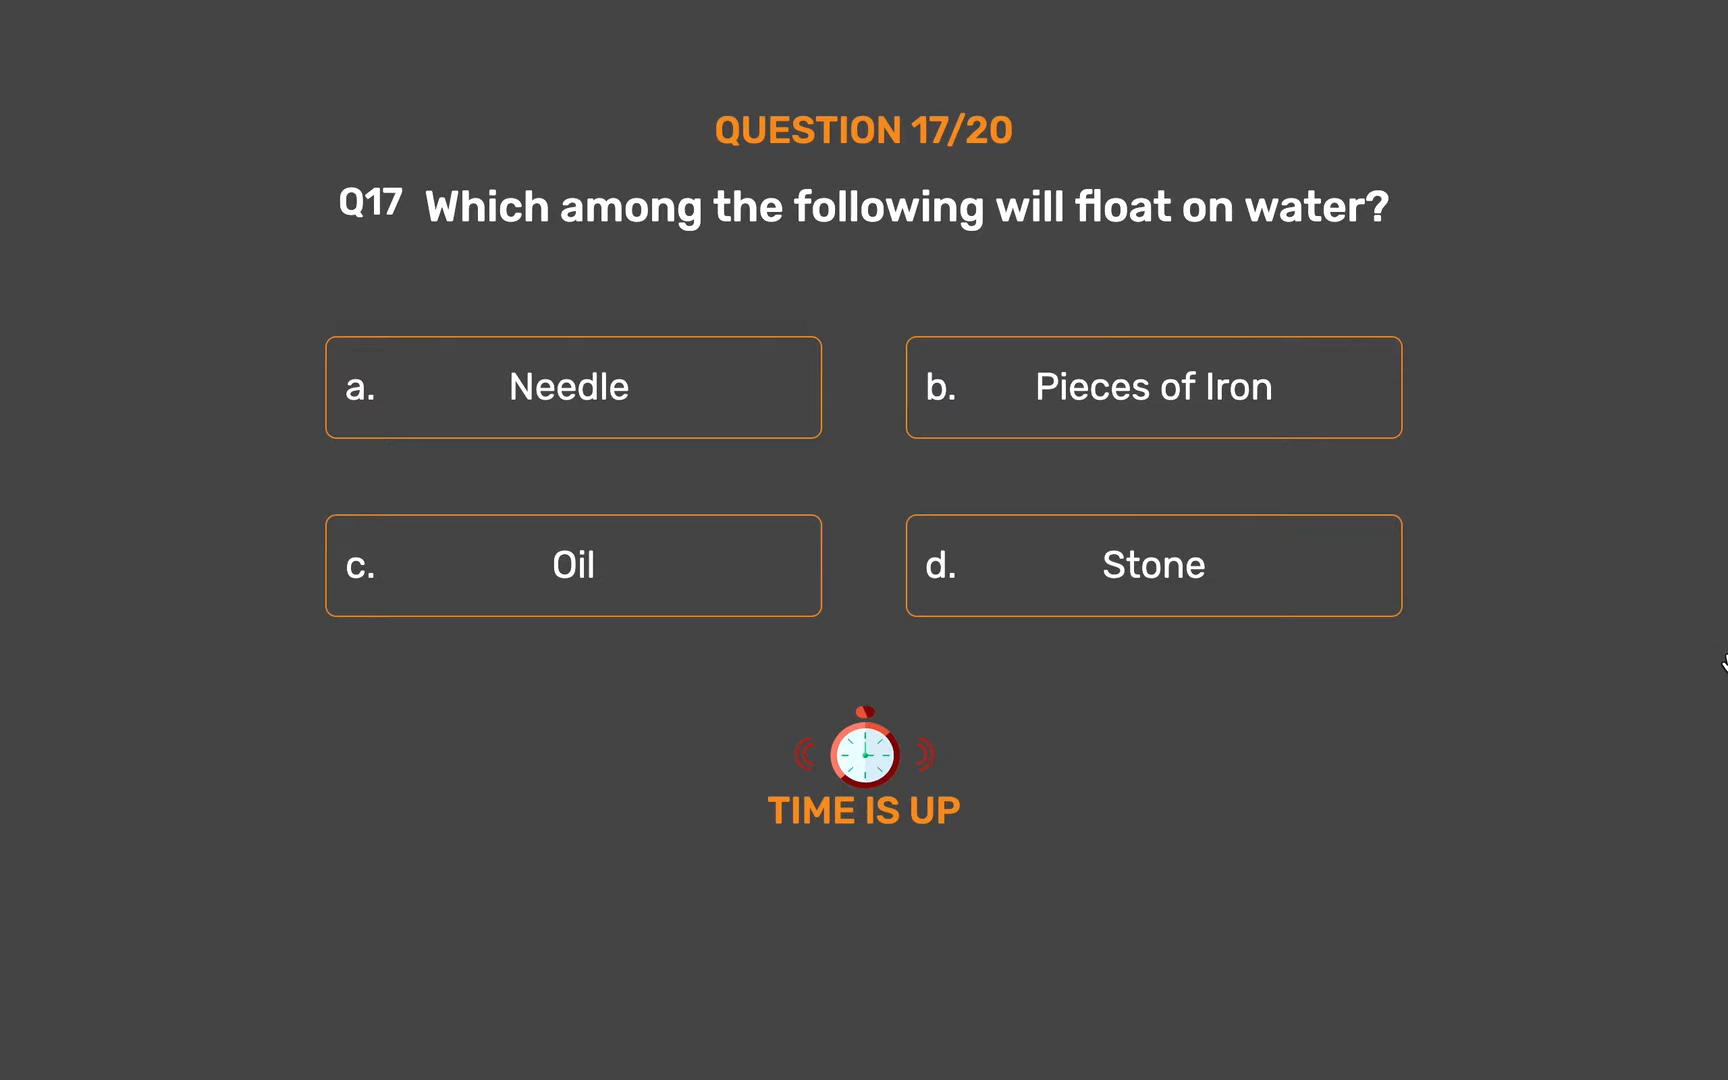 QUESTION 17/20
Q17 Which among the following will float on water?
a. Needle
b. Pieces of Iron
c. Oil
d. Stone
TIME IS UP